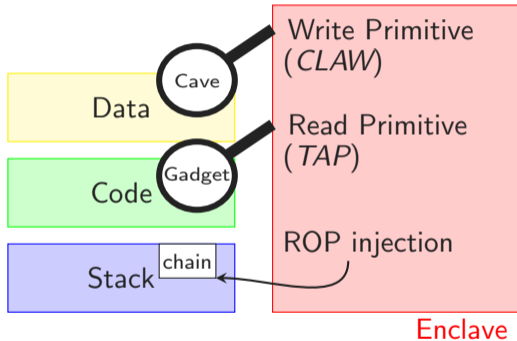 Write Primitive
(CLAW)
Cave
Data
Read Primitive
(TAP)
Gadget
Code
ROP injection
chain
Stack
Enclave